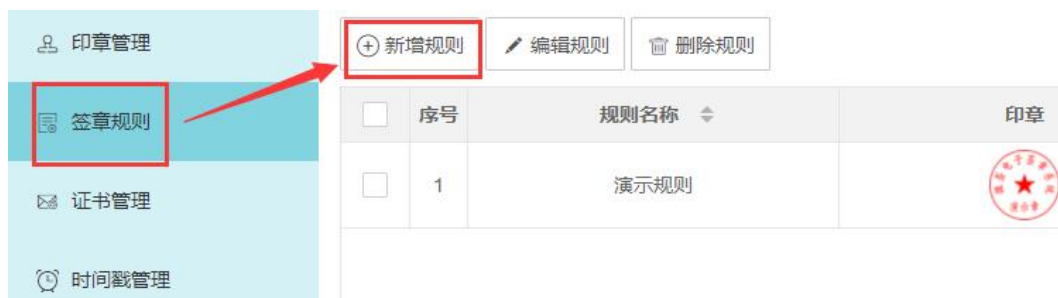 印章管理
新增规则 编辑规则 删除规则
签章规则
序号 规则名称 印章
1 演示规则
证书管理
时间戳管理